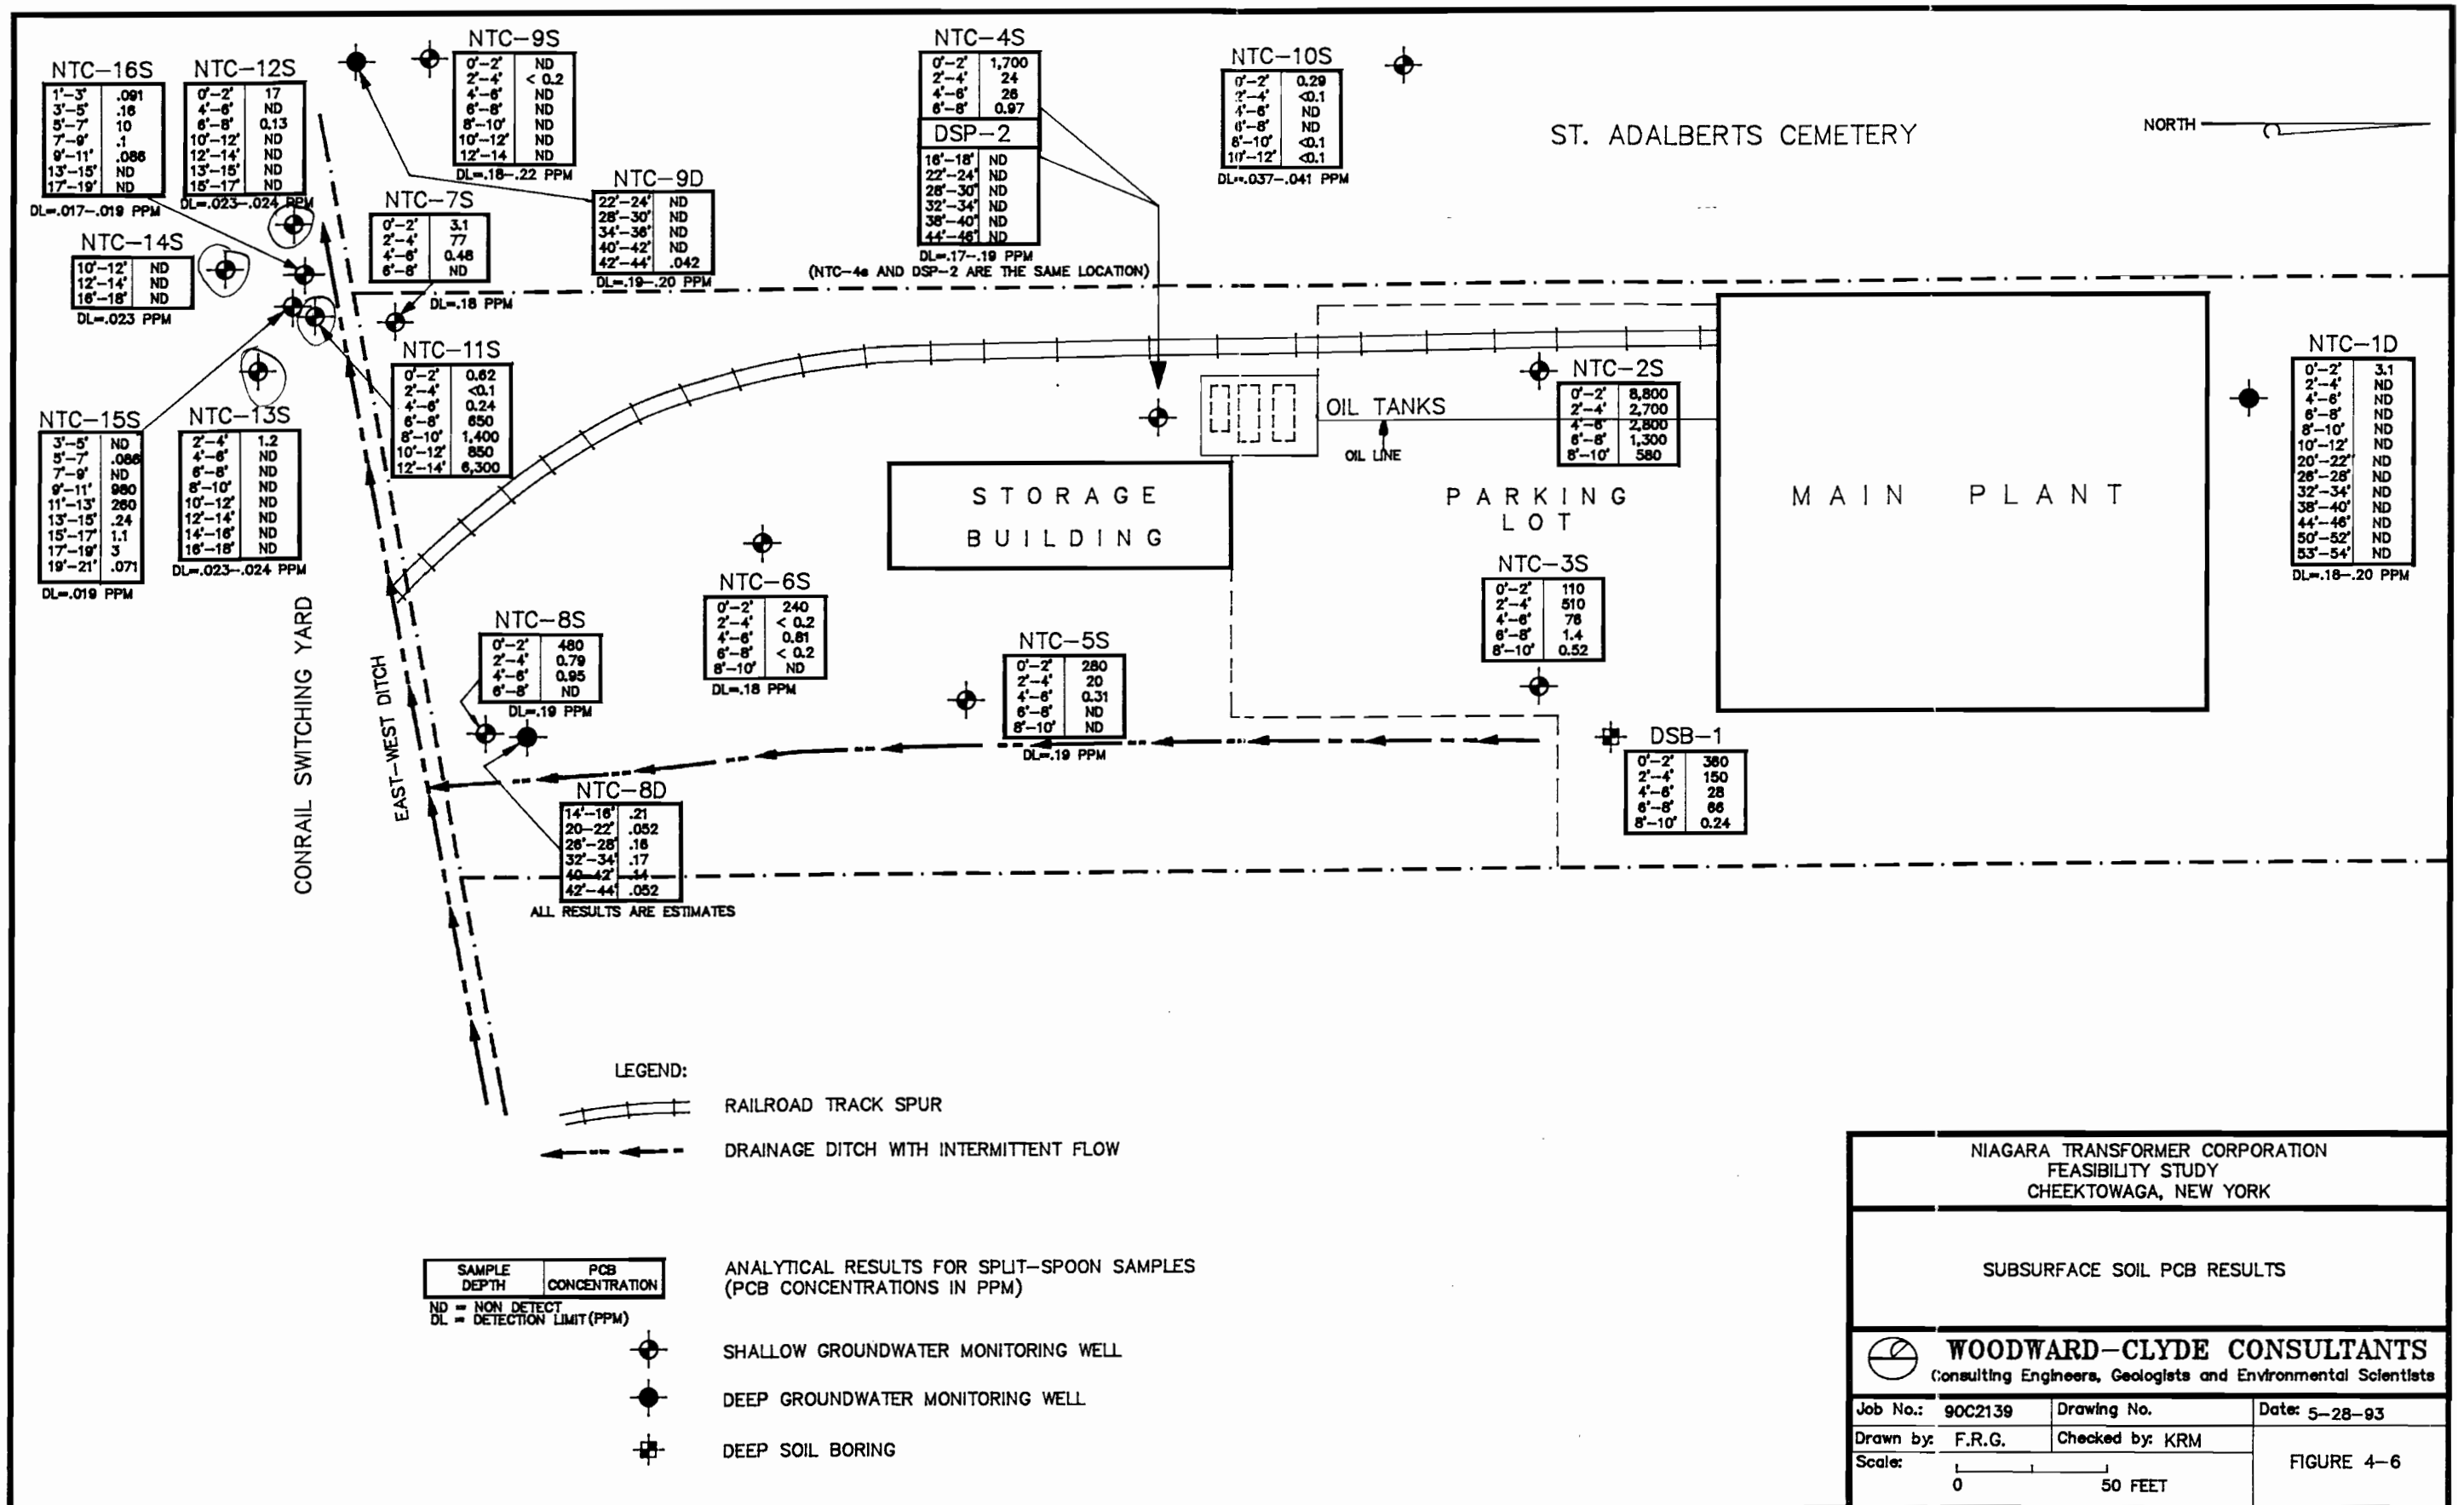 NTC-16S
1'-3' .091
3'-5' .16
5'-7' 10
7'-9' .1
9'-11' .086
13'-15' ND
17'-19' ND
DL=.017-.019 PPM
NTC-12S
0'-2' 17
4'-6' ND
6'-8' 0.13
10'-12' ND
12'-14' ND
13'-15' ND
15'-17' ND
DL=.023-.024 PPM
NTC-9S
0'-2' ND
2'-4' < 0.2
4'-6' ND
6'-8' ND
8'-10' ND
10'-12' ND
12'-14 ND
DL=.18-.22 PPM
NTC-4S
0'-2' 1,700
2'-4' 24
4'-6' 26
6'-8' 0.97
DSP-2
16'-18' ND
22'-24' ND
28'-30' ND
32'-34' ND
38'-40' ND
44'-46' ND
DL=.17-.19 PPM
(NTC-4s AND DSP-2 ARE THE SAME LOCATION)
NTC-10S
0'-2' 0.29
2'-4' <0.1
4'-6' ND
6'-8' ND
8'-10' <0.1
10'-12' <0.1
DL=.037-.041 PPM
ST. ADALBERTS CEMETERY
NORTH
NTC-14S
10'-12' ND
12'-14' ND
16'-18' ND
DL=.023 PPM
NTC-7S
0'-2' 3.1
2'-4' 77
4'-6' 0.48
6'-8' ND
DL=.18 PPM
NTC-9D
22'-24' ND
28'-30' ND
34'-36' ND
40'-42' ND
42'-44' .042
DL=.19-.20 PPM
NTC-11S
0'-2' 0.62
2'-4' <0.1
4'-6' 0.24
6'-8' 650
8'-10' 1,400
10'-12' 850
12'-14' 6,300
NTC-15S
3'-5' ND
5'-7' .086
7'-9' ND
9'-11' 980
11'-13' 260
13'-15' .24
15'-17' 1.1
17'-19' 3
19'-21' .071
DL=.019 PPM
NTC-13S
2'-4' 1.2
4'-6' ND
6'-8' ND
8'-10' ND
10'-12' ND
12'-14' ND
14'-16' ND
16'-18' ND
DL=.023-.024 PPM
OIL TANKS
OIL LINE
NTC-2S
0'-2' 8,800
2'-4' 2,700
4'-6' 2,800
6'-8' 1,300
8'-10' 580
NTC-1D
0'-2' 3.1
2'-4' ND
4'-6' ND
6'-8' ND
8'-10' ND
10'-12' ND
20'-22' ND
26'-28' ND
32'-34' ND
38'-40' ND
44'-46' ND
50'-52' ND
53'-54' ND
DL=.18-.20 PPM
STORAGE
BUILDING
PARKING
LOT
MAIN PLANT
CONRAIL SWITCHING YARD
EAST-WEST DITCH
NTC-8S
0'-2' 480
2'-4' 0.79
4'-6' 0.95
6'-8' ND
DL=.19 PPM
NTC-6S
0'-2' 240
2'-4' < 0.2
4'-6' 0.81
6'-8' < 0.2
8'-10' ND
DL=.18 PPM
NTC-5S
0'-2' 280
2'-4' 20
4'-6' 0.31
6'-8' ND
8'-10' ND
DL=.19 PPM
NTC-3S
0'-2' 110
2'-4' 510
4'-6' 76
6'-8' 1.4
8'-10' 0.52
DSB-1
0'-2' 360
2'-4' 150
4'-6' 28
6'-8' 66
8'-10' 0.24
NTC-8D
14'-16' .21
20-22' .052
26'-28' .16
32'-34' .17
40-42' .14
42'-44' .052
ALL RESULTS ARE ESTIMATES
LEGEND:
RAILROAD TRACK SPUR
DRAINAGE DITCH WITH INTERMITTENT FLOW
SAMPLE DEPTH PCB CONCENTRATION
ND = NON DETECT
DL = DETECTION LIMIT(PPM)
ANALYTICAL RESULTS FOR SPLIT-SPOON SAMPLES
(PCB CONCENTRATIONS IN PPM)
SHALLOW GROUNDWATER MONITORING WELL
DEEP GROUNDWATER MONITORING WELL
DEEP SOIL BORING
NIAGARA TRANSFORMER CORPORATION
FEASIBILITY STUDY
CHEEKTOWAGA, NEW YORK
SUBSURFACE SOIL PCB RESULTS
WOODWARD-CLYDE CONSULTANTS
Consulting Engineers, Geologists and Environmental Scientists
Job No.: 90C2139 Drawing No. Date: 5-28-93
Drawn by: F.R.G. Checked by: KRM
Scale: 0 50 FEET
FIGURE 4-6